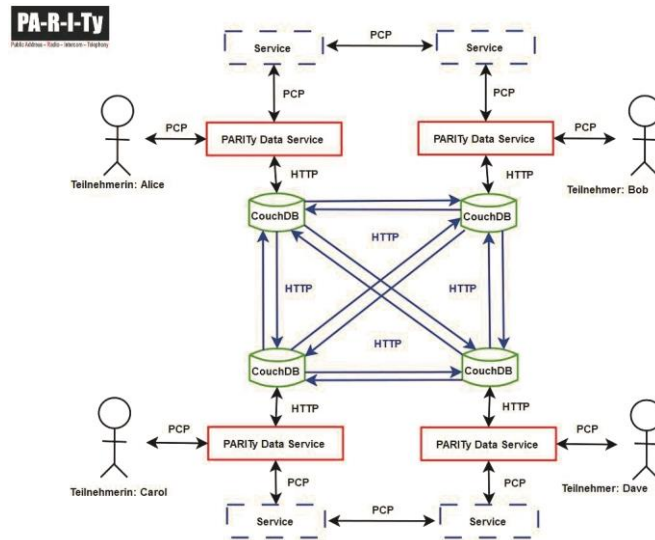 PA-R-I-Ty
Public Address – Radio – Intercom – Telephony
Service
PCP
Service
PCP
PCP
PCP
PARITy Data Service
PARITy Data Service
PCP
Teilnehmerin: Alice
HTTP
HTTP
Teilnehmer: Bob
CouchDB
CouchDB
HTTP
HTTP
HTTP
HTTP
CouchDB
CouchDB
HTTP
HTTP
PCP
PARITy Data Service
PARITy Data Service
PCP
Teilnehmerin: Carol
PCP
PCP
Teilnehmer: Dave
Service
PCP
Service